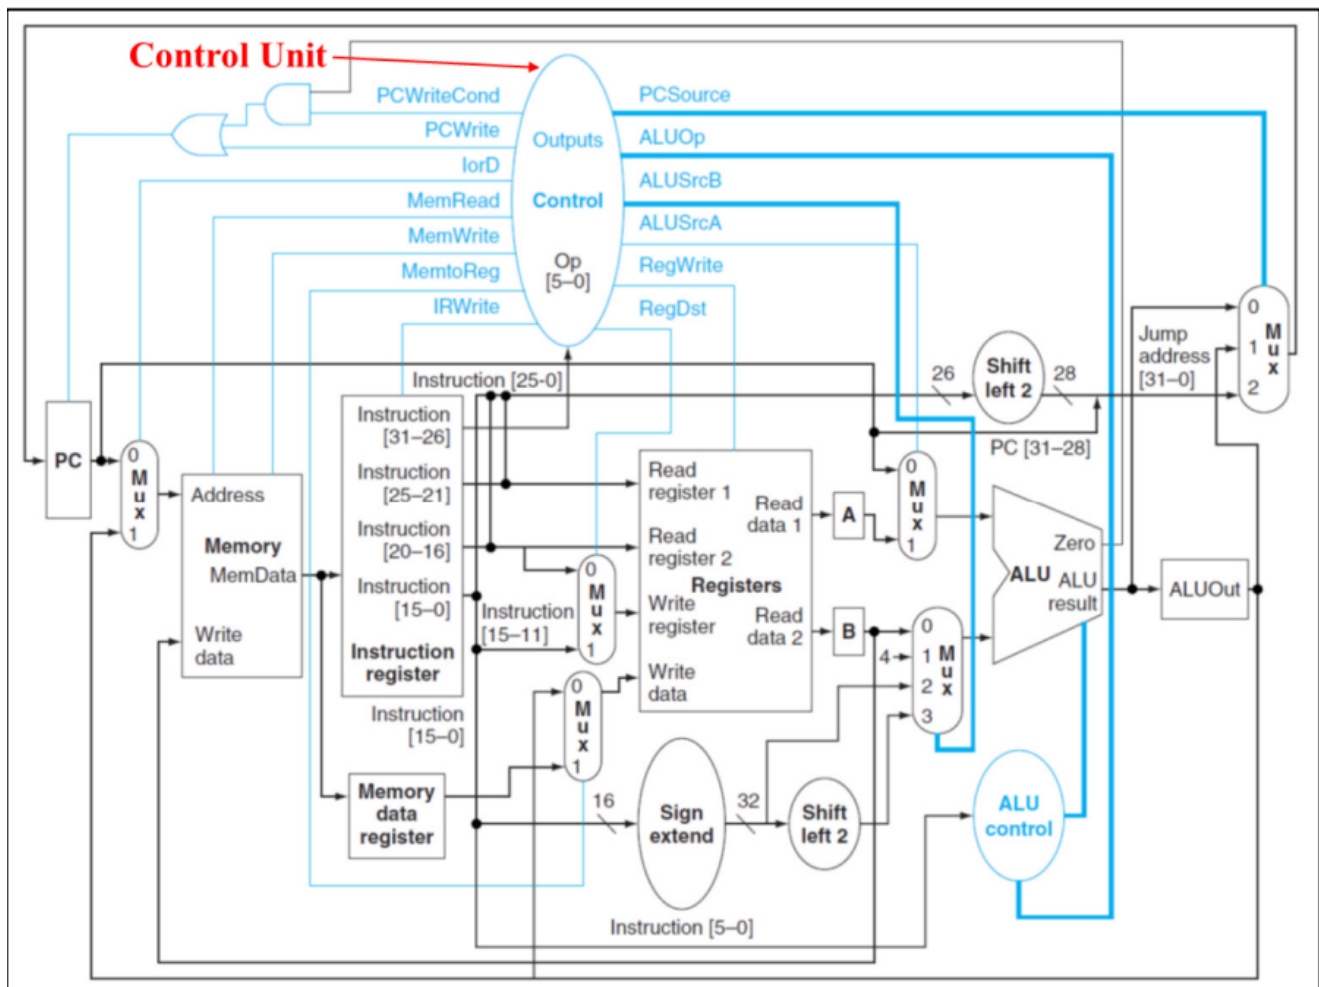 Control Unit
PCWriteCond
PCWrite
IorD
MemRead
MemWrite
MemtoReg
IRWrite
Outputs
Control
Op
[5–0]
PCSource
ALUOp
ALUSrcB
ALUSrcA
RegWrite
RegDst
Instruction [25-0]
26
Shift
left 2
28
Jump
address
[31–0]
0
1
2
M
u
x
PC [31–28]
PC
0
M
u
x
1
Address
Memory
MemData
Write
data
Instruction
[31–26]
Instruction
[25–21]
Instruction
[20–16]
Instruction
[15–0]
Instruction
register
Instruction
[15–11]
0
M
u
x
1
Read
register 1
Read
register 2
Registers
Write
register
Write
data
Read
data 1
Read
data 2
A
B
0
M
u
x
1
4
0
1
2
3
M
u
x
Zero
ALU
ALU
result
ALUOut
Instruction
[15–0]
0
M
u
x
1
Memory
data
register
16
Sign
extend
32
Shift
left 2
ALU
control
Instruction [5–0]